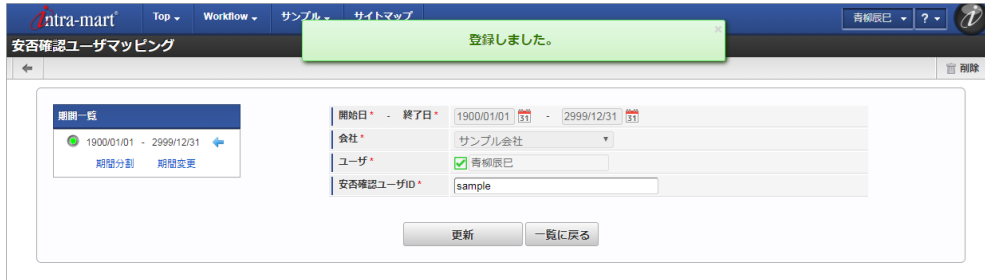 intra-mart® Top Workflow サンプル サイトマップ 青柳辰巳 ?
登録しました。 ×
安否確認ユーザマッピング
削除
期間一覧
1900/01/01 - 2999/12/31
期間分割 期間変更
開始日* - 終了日* 1900/01/01 31 - 2999/12/31 31
会社* サンプル会社
ユーザ* 青柳辰巳
安否確認ユーザID* sample
更新 一覧に戻る